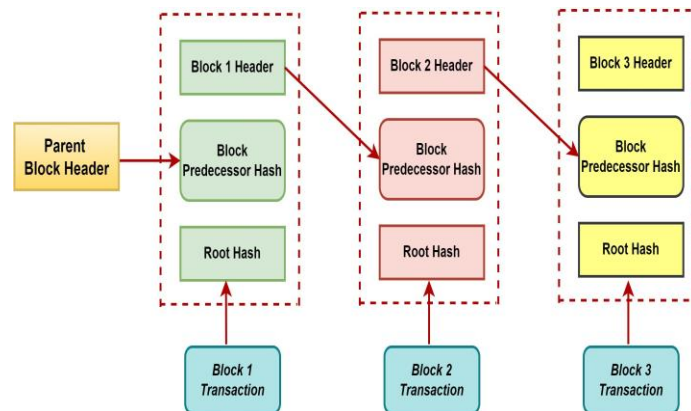 Block 1 Header
Block 2 Header
Block 3 Header
Parent
Block Header
Block
Predecessor Hash
Block
Predecessor Hash
Block
Predecessor Hash
Root Hash
Root Hash
Root Hash
Block 1
Transaction
Block 2
Transaction
Block 3
Transaction